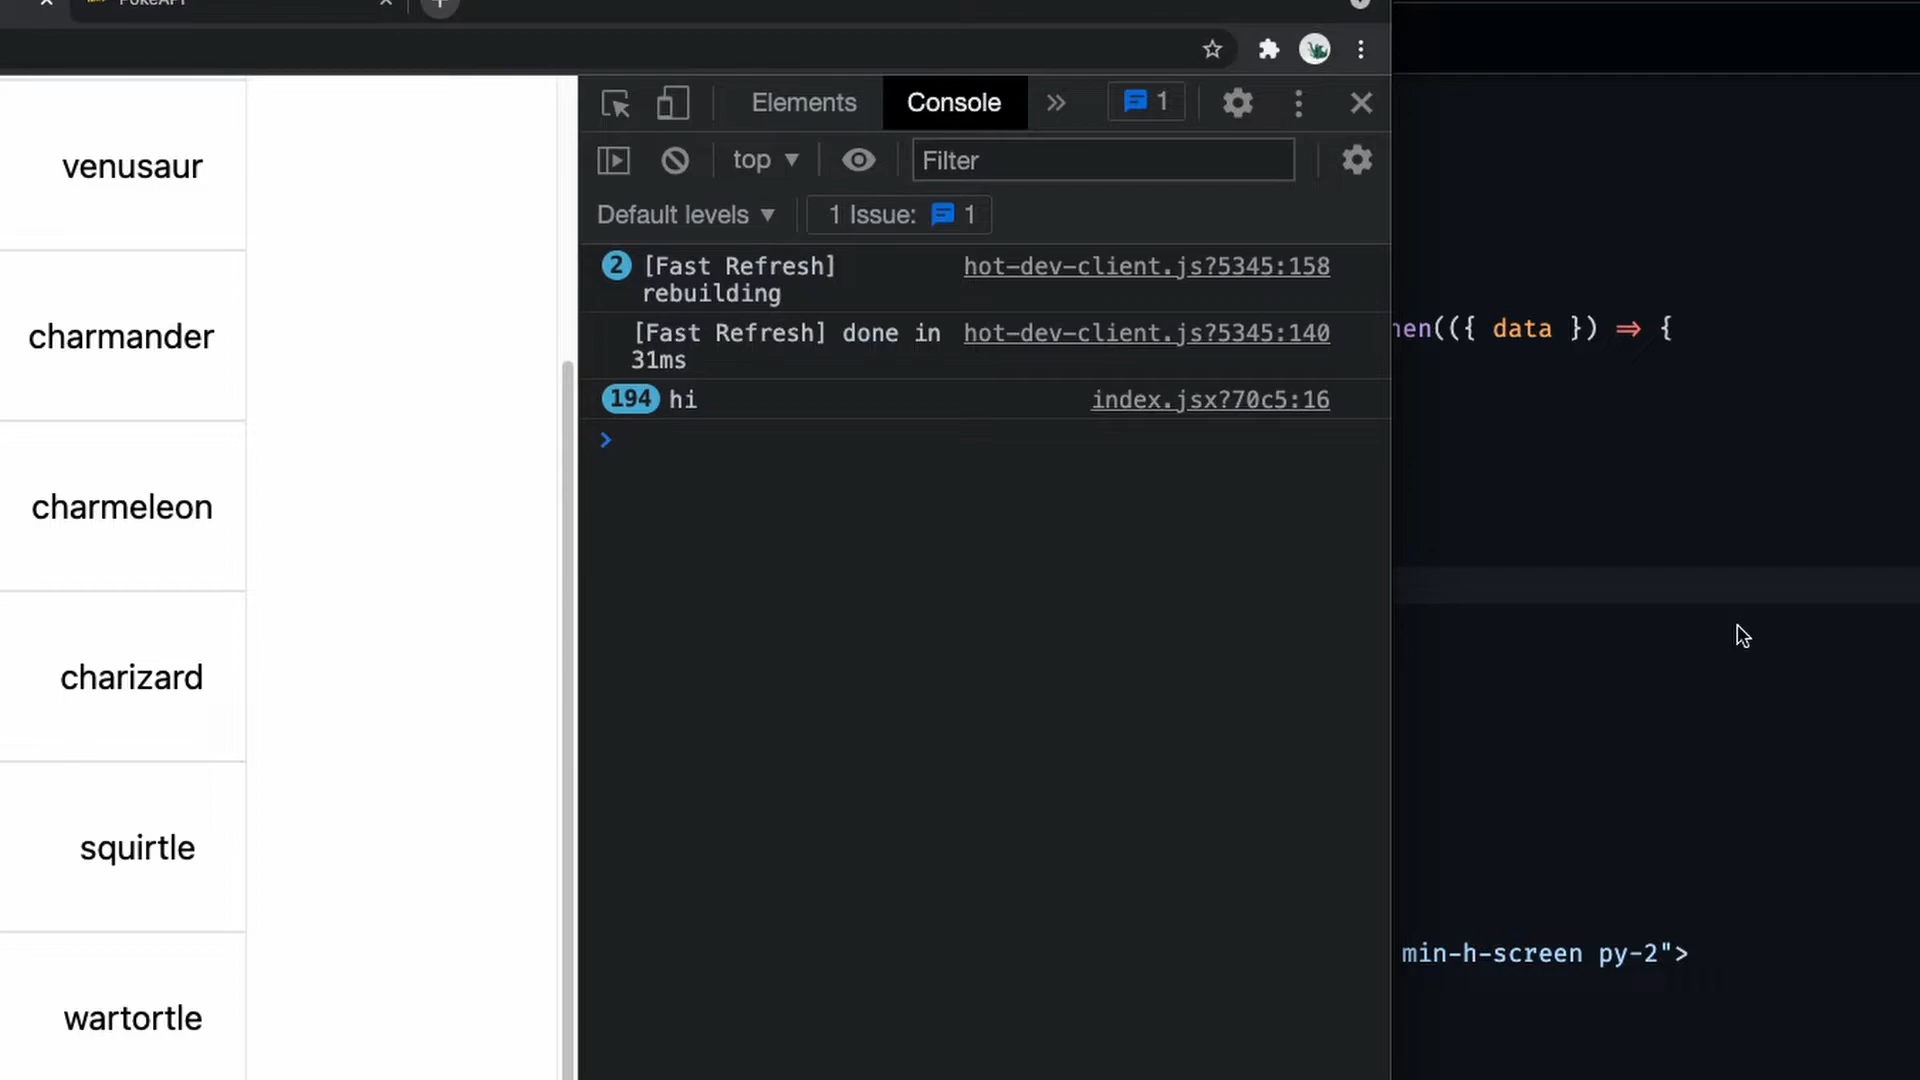 PokeAPI
venusaur
charmander
charmeleon
charizard
squirtle
wartortle
Elements
Console
1
top
Filter
Default levels
1 Issue: 1
2 [Fast Refresh] hot-dev-client.js?5345:158
rebuilding
[Fast Refresh] done in hot-dev-client.js?5345:140
31ms
194 hi index.jsx?70c5:16
hen(({ data }) ⇒ {
min-h-screen py-2">